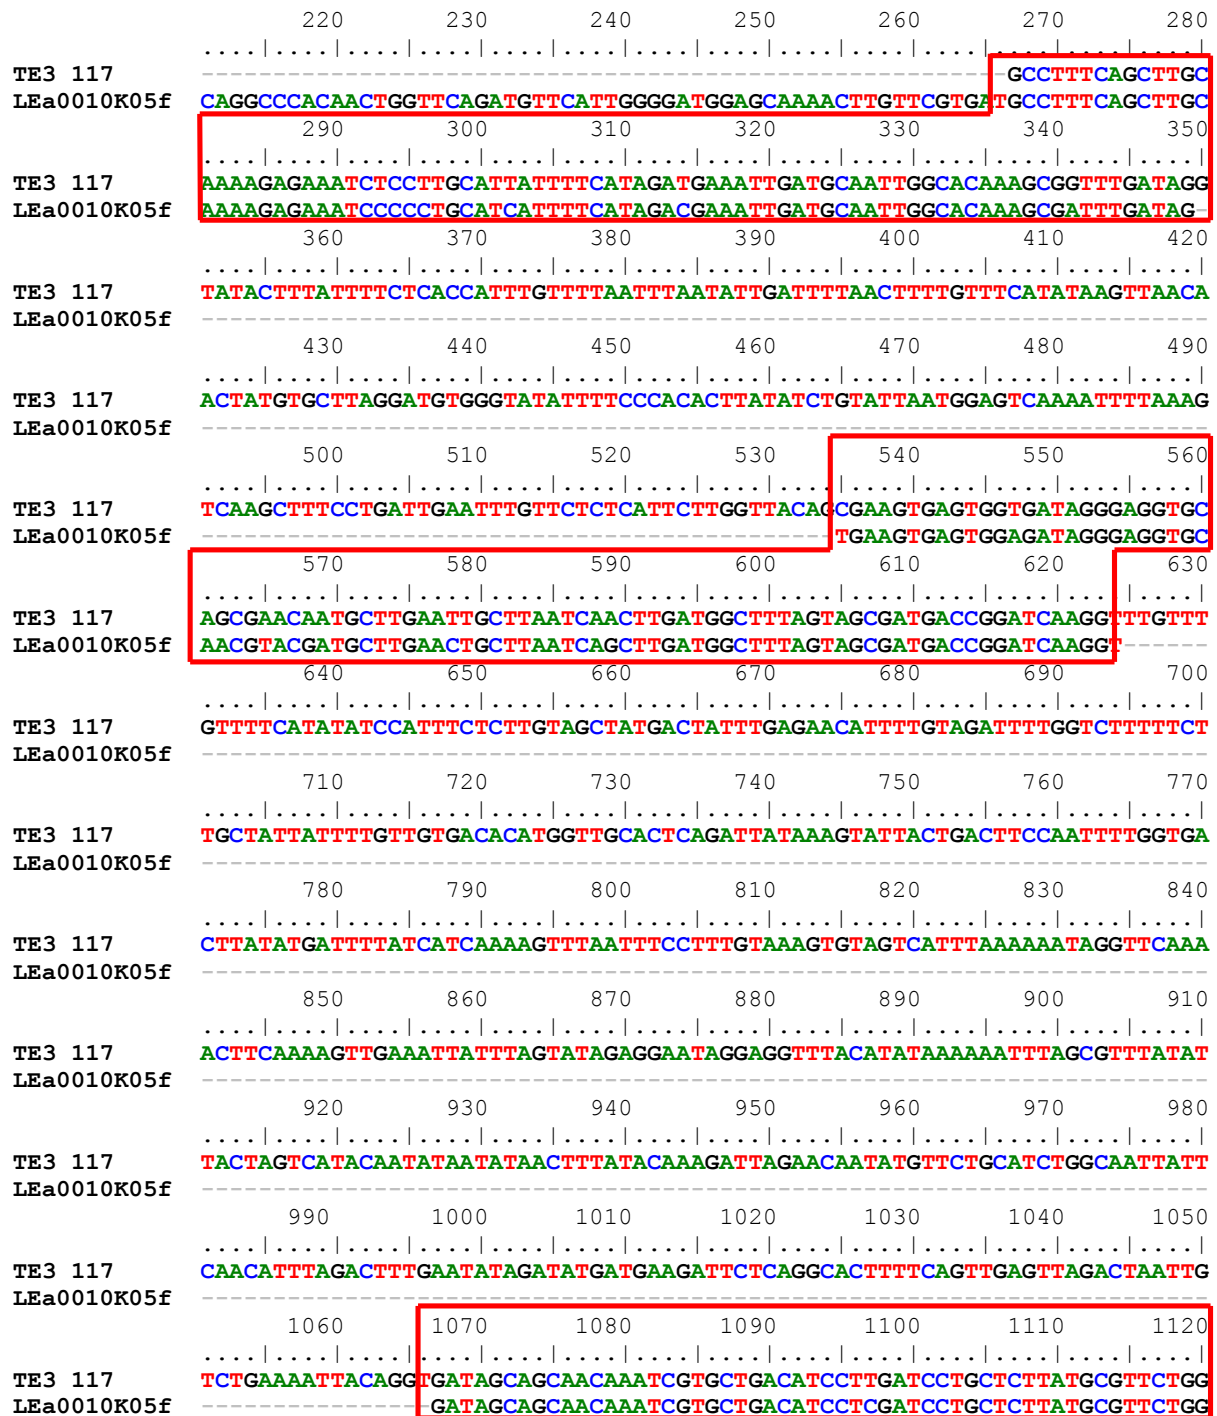 220 230 240 250 260 270 280
....|....|....|....|....|....|....|....|....|....|....|....|....|....|
TE3 117 --------------------------------------------------------GCCTTTCAGCTTGC
LEa0010K05f CAGGCCCACAACTGGTTCAGATGTTCATTGGGGATGGAGCAAAACTTGTTCGTGATGCCTTTCAGCTTGC
290 300 310 320 330 340 350
....|....|....|....|....|....|....|....|....|....|....|....|....|....|
TE3 117 AAAAGAGAAATCTCCTTGCATTATTTTCATAGATGAAATTGATGCAATTGGCACAAAGCGGTTTGATAGG
LEa0010K05f AAAAGAGAAATCCCCCTGCATCATTTTCATAGACGAAATTGATGCAATTGGCACAAAGCGATTTGATAG-
360 370 380 390 400 410 420
....|....|....|....|....|....|....|....|....|....|....|....|....|....|
TE3 117 TATACTTTATTTTCTCACCATTTGTTTTAATTTAATATTGATTTTAACTTTTGTTTCATATAAGTTAACA
LEa0010K05f ----------------------------------------------------------------------
430 440 450 460 470 480 490
....|....|....|....|....|....|....|....|....|....|....|....|....|....|
TE3 117 ACTATGTGCTTAGGATGTGGGTATATTTTCCCACACTTATATCTGTATTAATGGAGTCAAAATTTTAAAG
LEa0010K05f ----------------------------------------------------------------------
500 510 520 530 540 550 560
....|....|....|....|....|....|....|....|....|....|....|....|....|....|
TE3 117 TCAAGCTTTCCTGATTGAATTTGTTCTCTCATTCTTGGTTACAGCGAAGTGAGTGGTGATAGGGAGGTGC
LEa0010K05f --------------------------------------------TGAAGTGAGTGGAGATAGGGAGGTGC
570 580 590 600 610 620 630
....|....|....|....|....|....|....|....|....|....|....|....|....|....|
TE3 117 AGCGAACAATGCTTGAATTGCTTAATCAACTTGATGGCTTTAGTAGCGATGACCGGATCAAGGTTTGTTT
LEa0010K05f AACGTACGATGCTTGAACTGCTTAATCAGCTTGATGGCTTTAGTAGCGATGACCGGATCAAGGT------
640 650 660 670 680 690 700
....|....|....|....|....|....|....|....|....|....|....|....|....|....|
TE3 117 GTTTTCATATATCCATTTCTCTTGTAGCTATGACTATTTGAGAACATTTTGTAGATTTTGGTCTTTTTCT
LEa0010K05f ----------------------------------------------------------------------
710 720 730 740 750 760 770
....|....|....|....|....|....|....|....|....|....|....|....|....|....|
TE3 117 TGCTATTATTTTGTTGTGACACATGGTTGCACTCAGATTATAAAGTATTACTGACTTCCAATTTTGGTGA
LEa0010K05f ----------------------------------------------------------------------
780 790 800 810 820 830 840
....|....|....|....|....|....|....|....|....|....|....|....|....|....|
TE3 117 CTTATATGATTTTATCATCAAAAGTTTAATTTCCTTTGTAAAGTGTAGTCATTTAAAAAATAGGTTCAAA
LEa0010K05f ----------------------------------------------------------------------
850 860 870 880 890 900 910
....|....|....|....|....|....|....|....|....|....|....|....|....|....|
TE3 117 ACTTCAAAAGTTGAAATTATTTAGTATAGAGGAATAGGAGGTTTACATATAAAAAATTTAGCGTTTATAT
LEa0010K05f ----------------------------------------------------------------------
920 930 940 950 960 970 980
....|....|....|....|....|....|....|....|....|....|....|....|....|....|
TE3 117 TACTAGTCATACAATATAATATAACTTTATACAAAGATTAGAACAATATGTTCTGCATCTGGCAATTATT
LEa0010K05f ----------------------------------------------------------------------
990 1000 1010 1020 1030 1040 1050
....|....|....|....|....|....|....|....|....|....|....|....|....|....|
TE3 117 CAACATTTAGACTTTGAATATAGATATGATGAAGATTCTCAGGCACTTTTCAGTTGAGTTAGACTAATTG
LEa0010K05f ----------------------------------------------------------------------
1060 1070 1080 1090 1100 1110 1120
....|....|....|....|....|....|....|....|....|....|....|....|....|....|
TE3 117 TCTGAAAATTACAGGTGATAGCAGCAACAAATCGTGCTGACATCCTTGATCCTGCTCTTATGCGTTCTGG
LEa0010K05f ----------------GATAGCAGCAACAAATCGTGCTGACATCCTCGATCCTGCTCTTATGCGTTCTGG